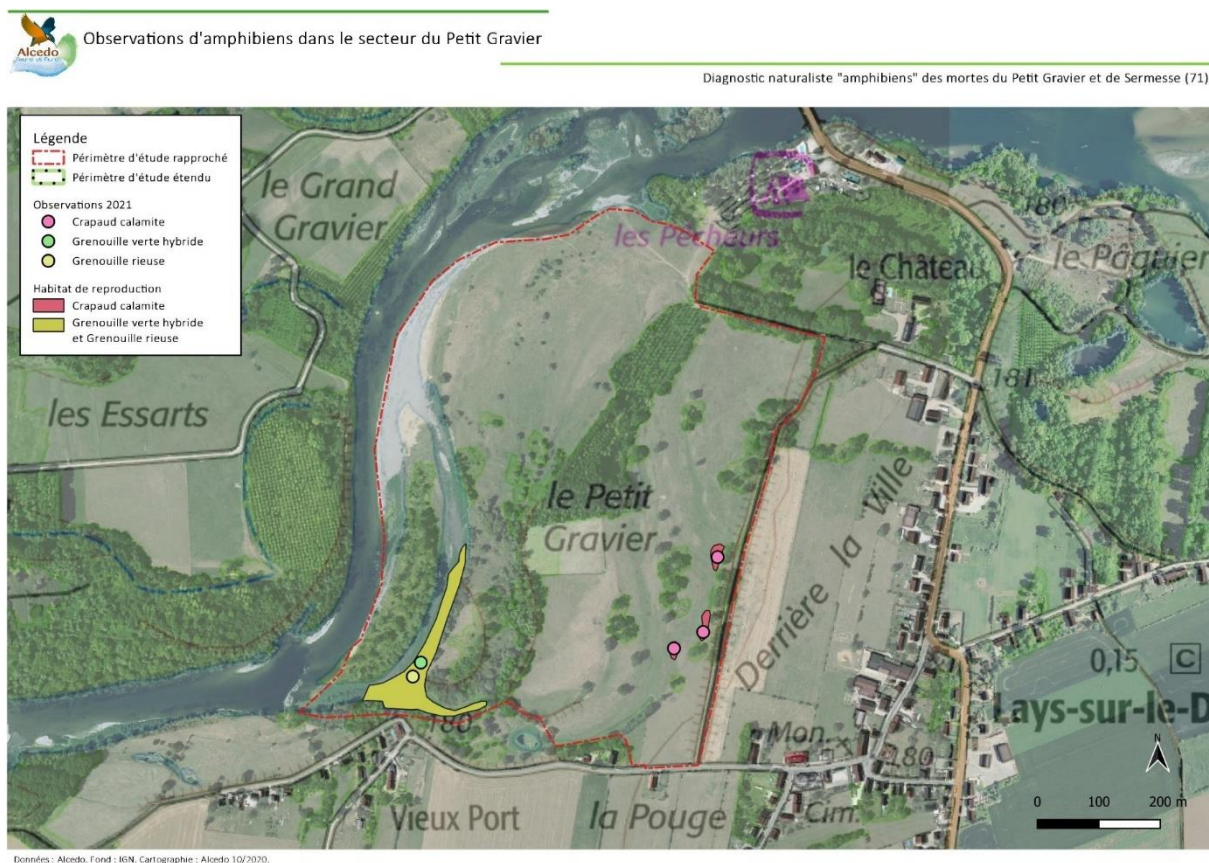 Alcedo
Observations d'amphibiens dans le secteur du Petit Gravier
Diagnostic naturaliste "amphibiens" des mortes du Petit Gravier et de Sermesse (71)
Légende
Périmètre d'étude rapproché
Périmètre d'étude étendu
Observations 2021
Crapaud calamite
Grenouille verte hybride
Grenouille rieuse
Habitat de reproduction
Crapaud calamite
Grenouille verte hybride
et Grenouille rieuse
le Grand
Gravier
les Pêcheurs
180
le Pâquier
le Château
181
les Essarts
le Petit
Gravier
Derrière la Ville
0,15 C
Lays-sur-le-D
180
Mon.
180
Vieux Port
la Pouge
Cim.
N
0 100 200 m
Données : Alcedo. Fond : IGN. Cartographie : Alcedo 10/2020.